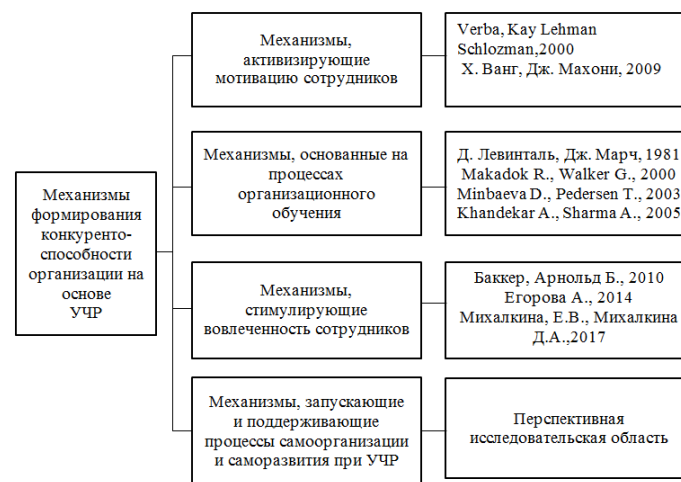 Механизмы формирования конкуренто-способности организации на основе УЧР
Механизмы,
активизирующие
мотивацию сотрудников
Verba, Kay Lehman
Schlozman,2000
Х. Ванг, Дж. Махони, 2009
Механизмы, основанные на
процессах
организационного
обучения
Д. Левинталь, Дж. Марч, 1981
Makadok R., Walker G., 2000
Minbaeva D., Pedersen T., 2003
Khandekar A., Sharma A., 2005
Механизмы,
стимулирующие
вовлеченность сотрудников
Баккер, Арнольд Б., 2010
Егорова А., 2014
Михалкина, Е.В., Михалкина
Д.А.,2017
Механизмы, запускающие
и поддерживающие
процессы самоорганизации
и саморазвития при УЧР
Перспективная
исследовательская область